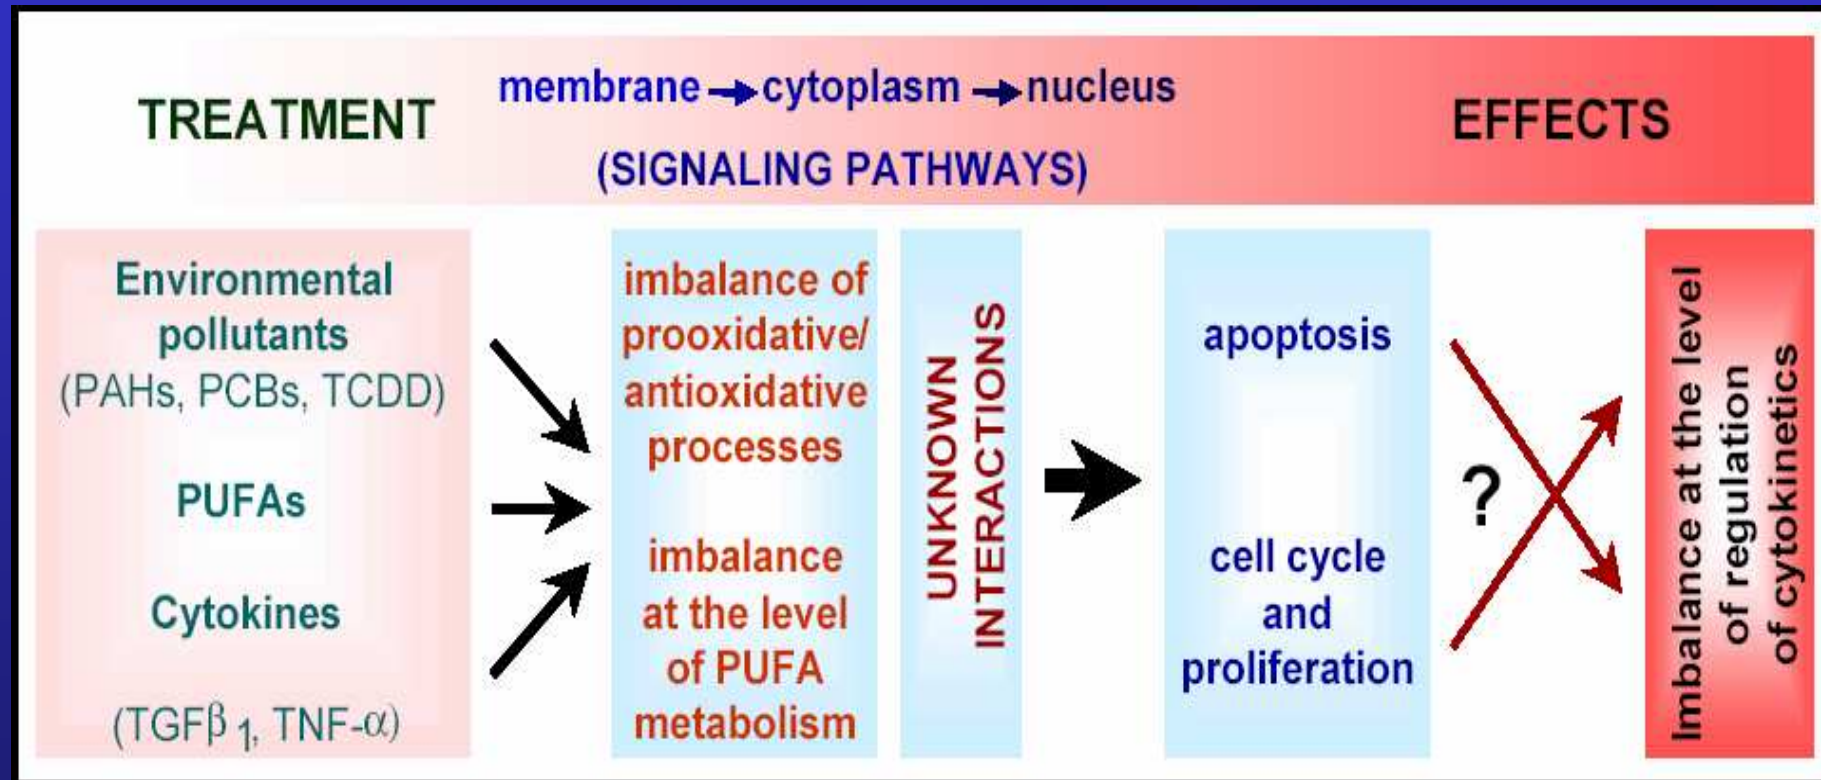 TREATMENT
membrane → cytoplasm → nucleus
(SIGNALING PATHWAYS)
EFFECTS
Environmental
pollutants
(PAHs, PCBs, TCDD)
PUFAs
Cytokines
(TGFβ 1, TNF-α)
imbalance of
prooxidative/
antioxidative
processes
imbalance
at the level
of PUFA
metabolism
UNKNOWN
INTERACTIONS
apoptosis
cell cycle
and
proliferation
?
Imbalance at the level
of regulation
of cytokinetics